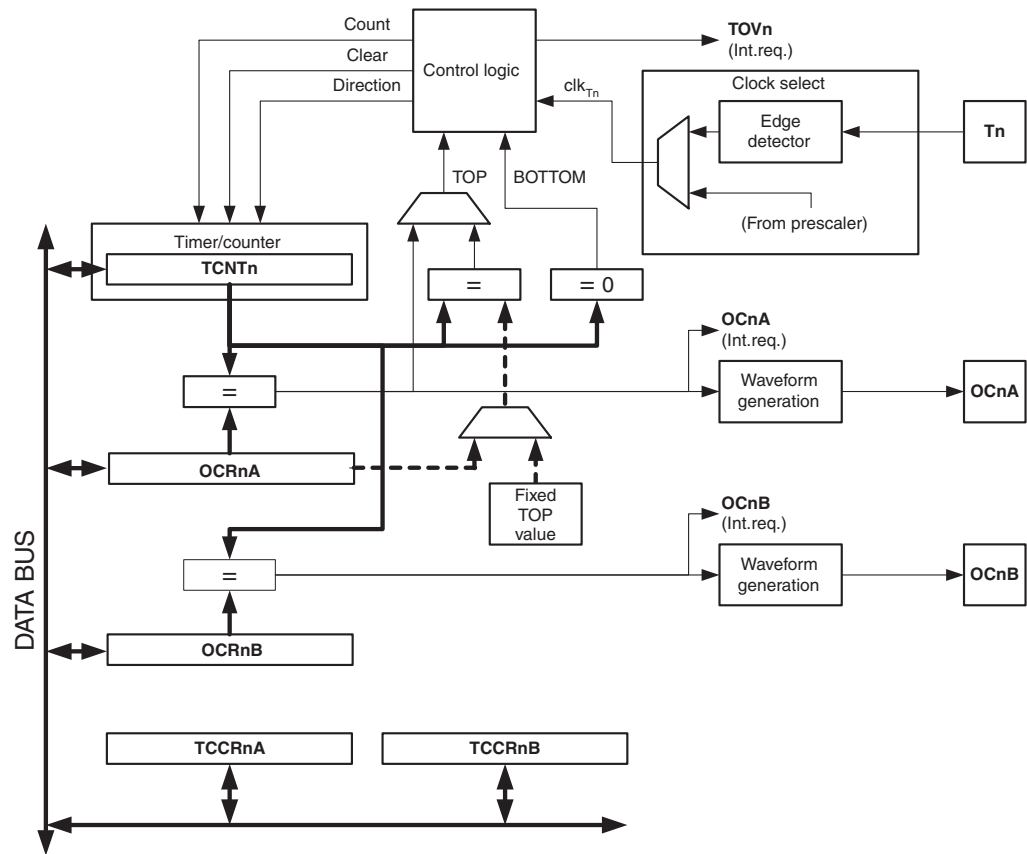 Count
Clear
Direction
Control logic
TOVn
(Int.req.)
clkTn
Clock select
Edge
detector
Tn
(From prescaler)
TOP
BOTTOM
Timer/counter
TCNTn
=
= 0
OCnA
(Int.req.)
=
Waveform
generation
OCnA
OCRnA
Fixed
TOP
value
OCnB
(Int.req.)
=
Waveform
generation
OCnB
OCRnB
DATA BUS
TCCRnA
TCCRnB